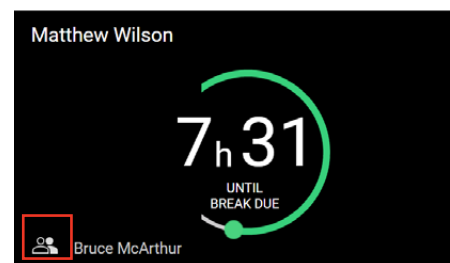 Matthew Wilson
7h31
UNTIL
BREAK DUE
Bruce McArthur